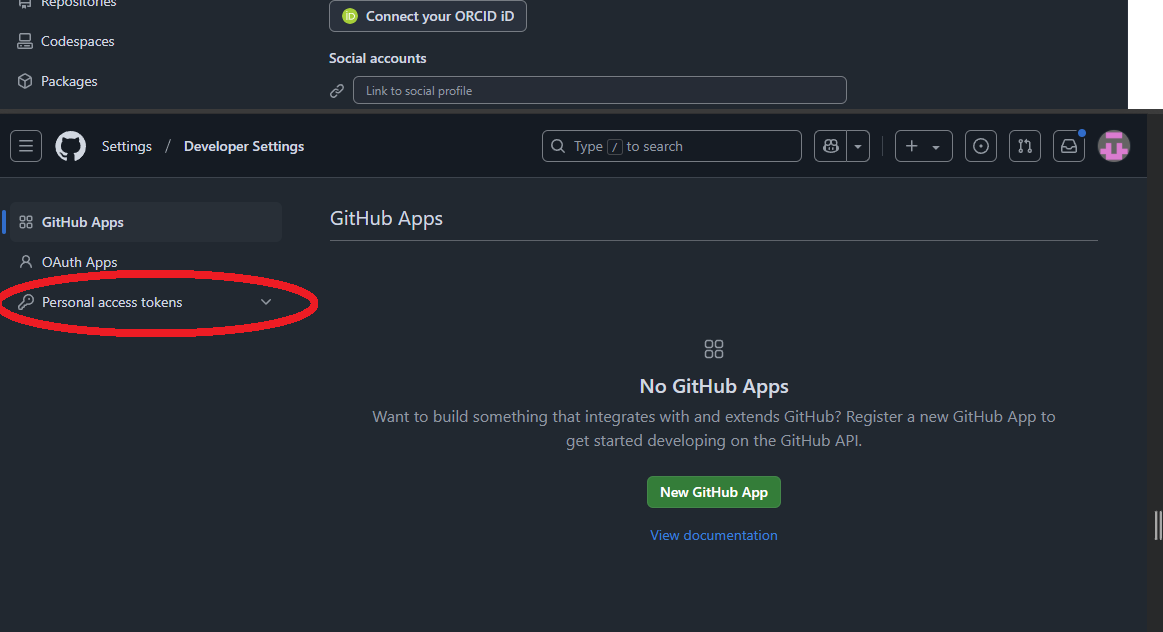 Repositories
Codespaces
Packages
Connect your ORCID iD
Social accounts
Link to social profile
Settings / Developer Settings
Type / to search
GitHub Apps
OAuth Apps
Personal access tokens
GitHub Apps
No GitHub Apps
Want to build something that integrates with and extends GitHub? Register a new GitHub App to
get started developing on the GitHub API.
New GitHub App
View documentation